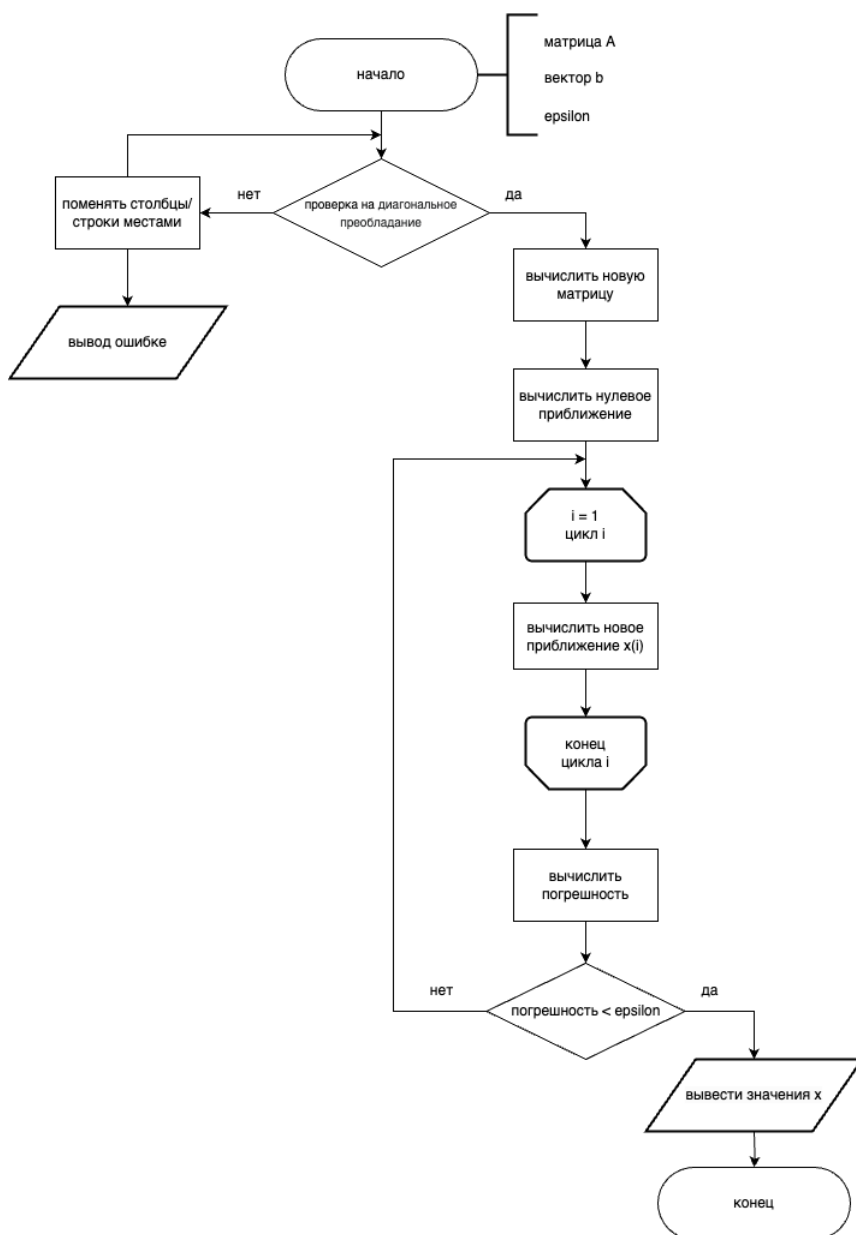 начало
матрица A
вектор b
epsilon
проверка на диагональное
преобладание
нет
да
поменять столбцы/
строки местами
вывод ошибке
вычислить новую
матрицу
вычислить нулевое
приближение
i = 1
цикл i
вычислить новое
приближение x(i)
конец
цикла i
вычислить
погрешность
погрешность < epsilon
нет
да
вывести значения x
конец